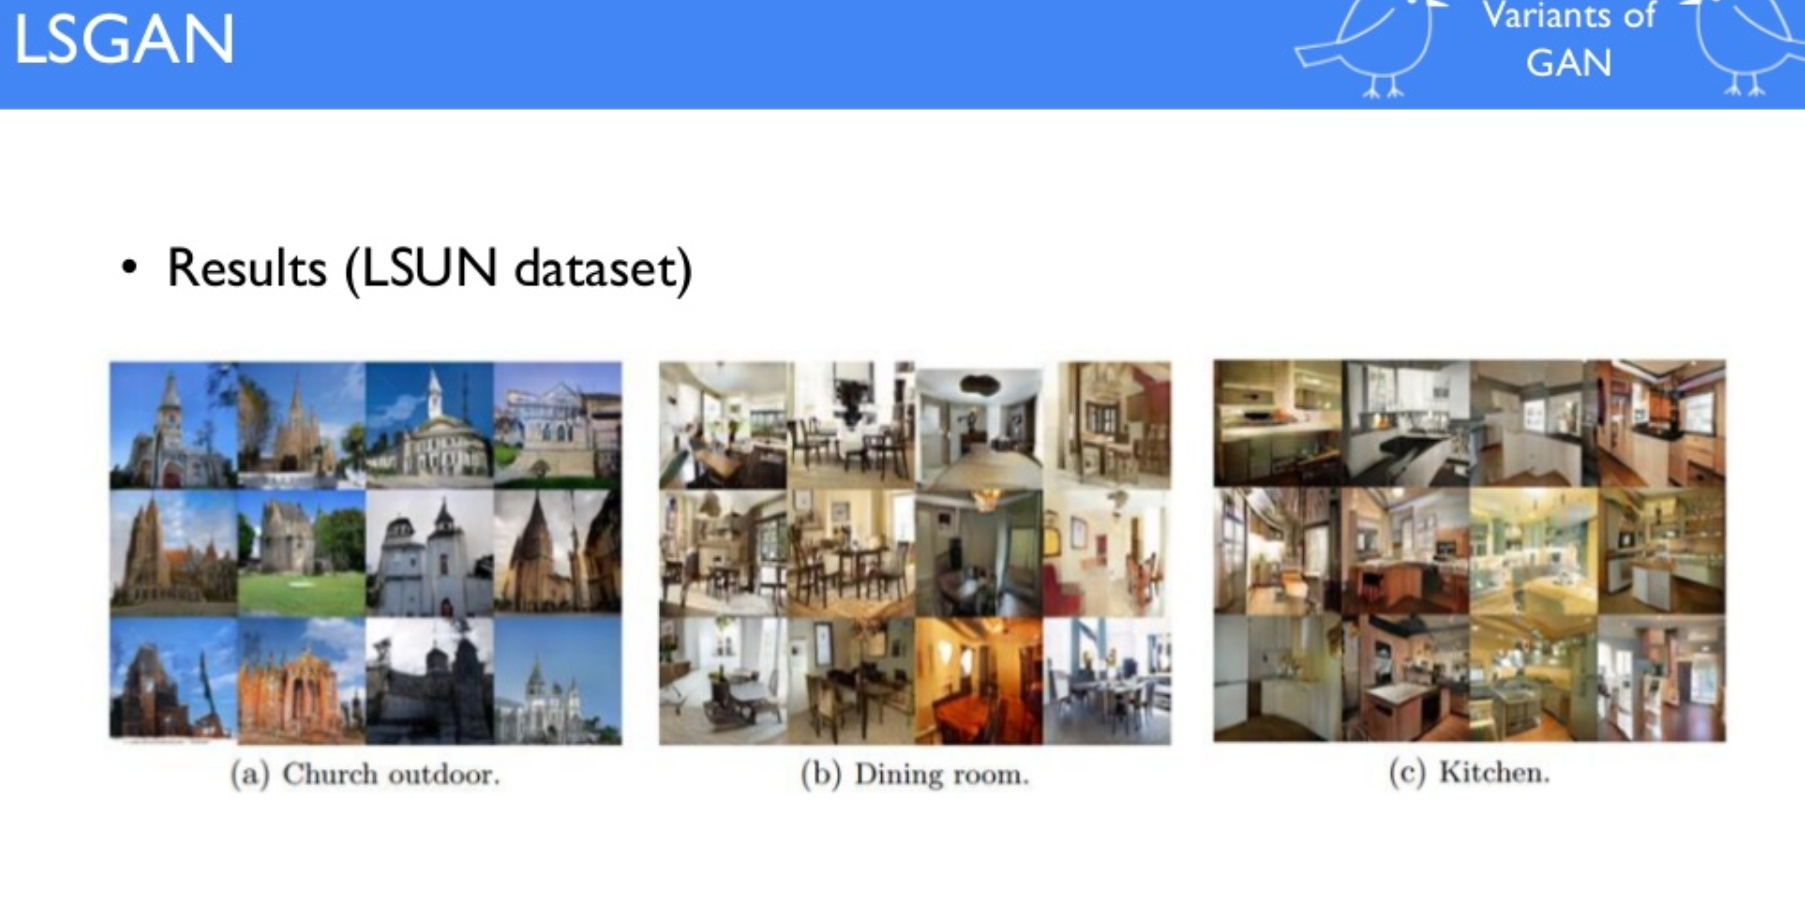 LSGAN
Variants of
GAN
• Results (LSUN dataset)
(a) Church outdoor.
(b) Dining room.
(c) Kitchen.